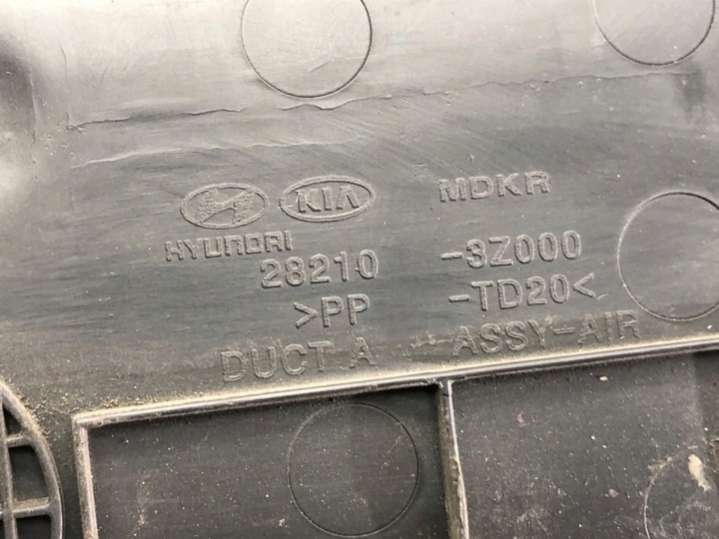 KIA MDKR
HYUNDAI
28210 -3Z000
>PP -TD20<
DUCT A ASSY-AIR